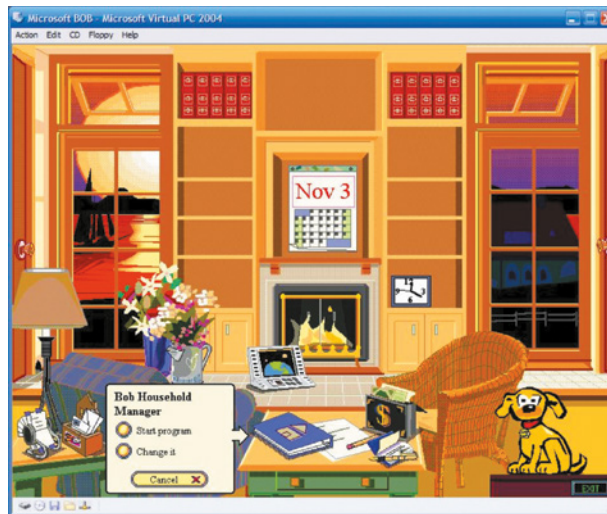 Microsoft BOB - Microsoft Virtual PC 2004
Action Edit CD Floppy Help
Nov 3
Bob Household
Manager
Start program
Change it
Cancel
$
EXIT